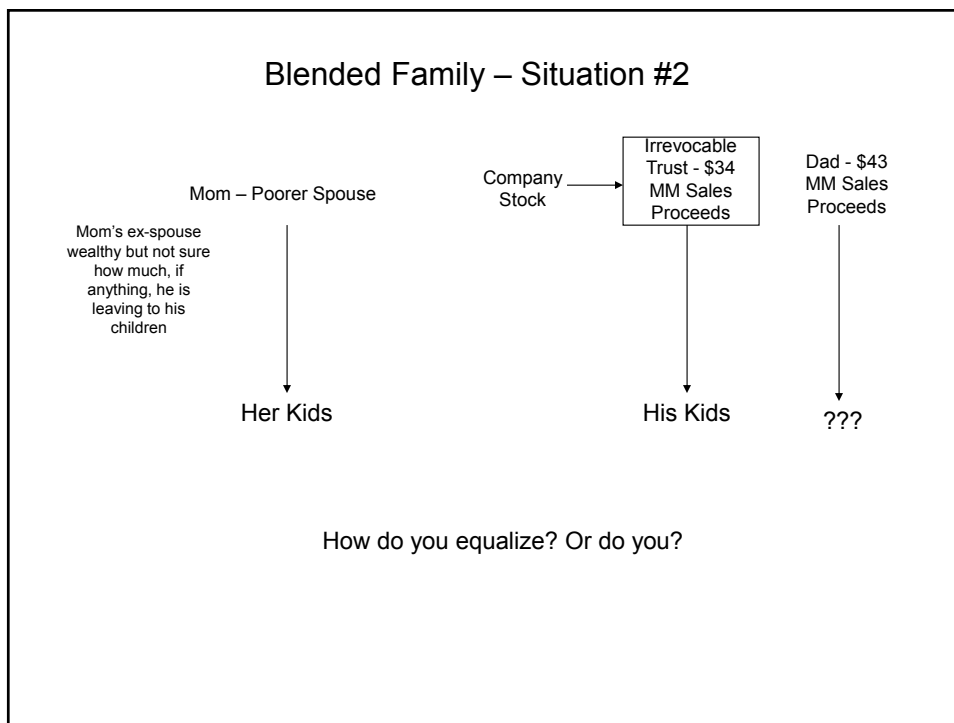 Blended Family – Situation #2
Mom – Poorer Spouse
Mom's ex-spouse
wealthy but not sure
how much, if
anything, he is
leaving to his
children
Her Kids
Company
Stock
Irrevocable
Trust - $34
MM Sales
Proceeds
His Kids
Dad - $43
MM Sales
Proceeds
???
How do you equalize? Or do you?